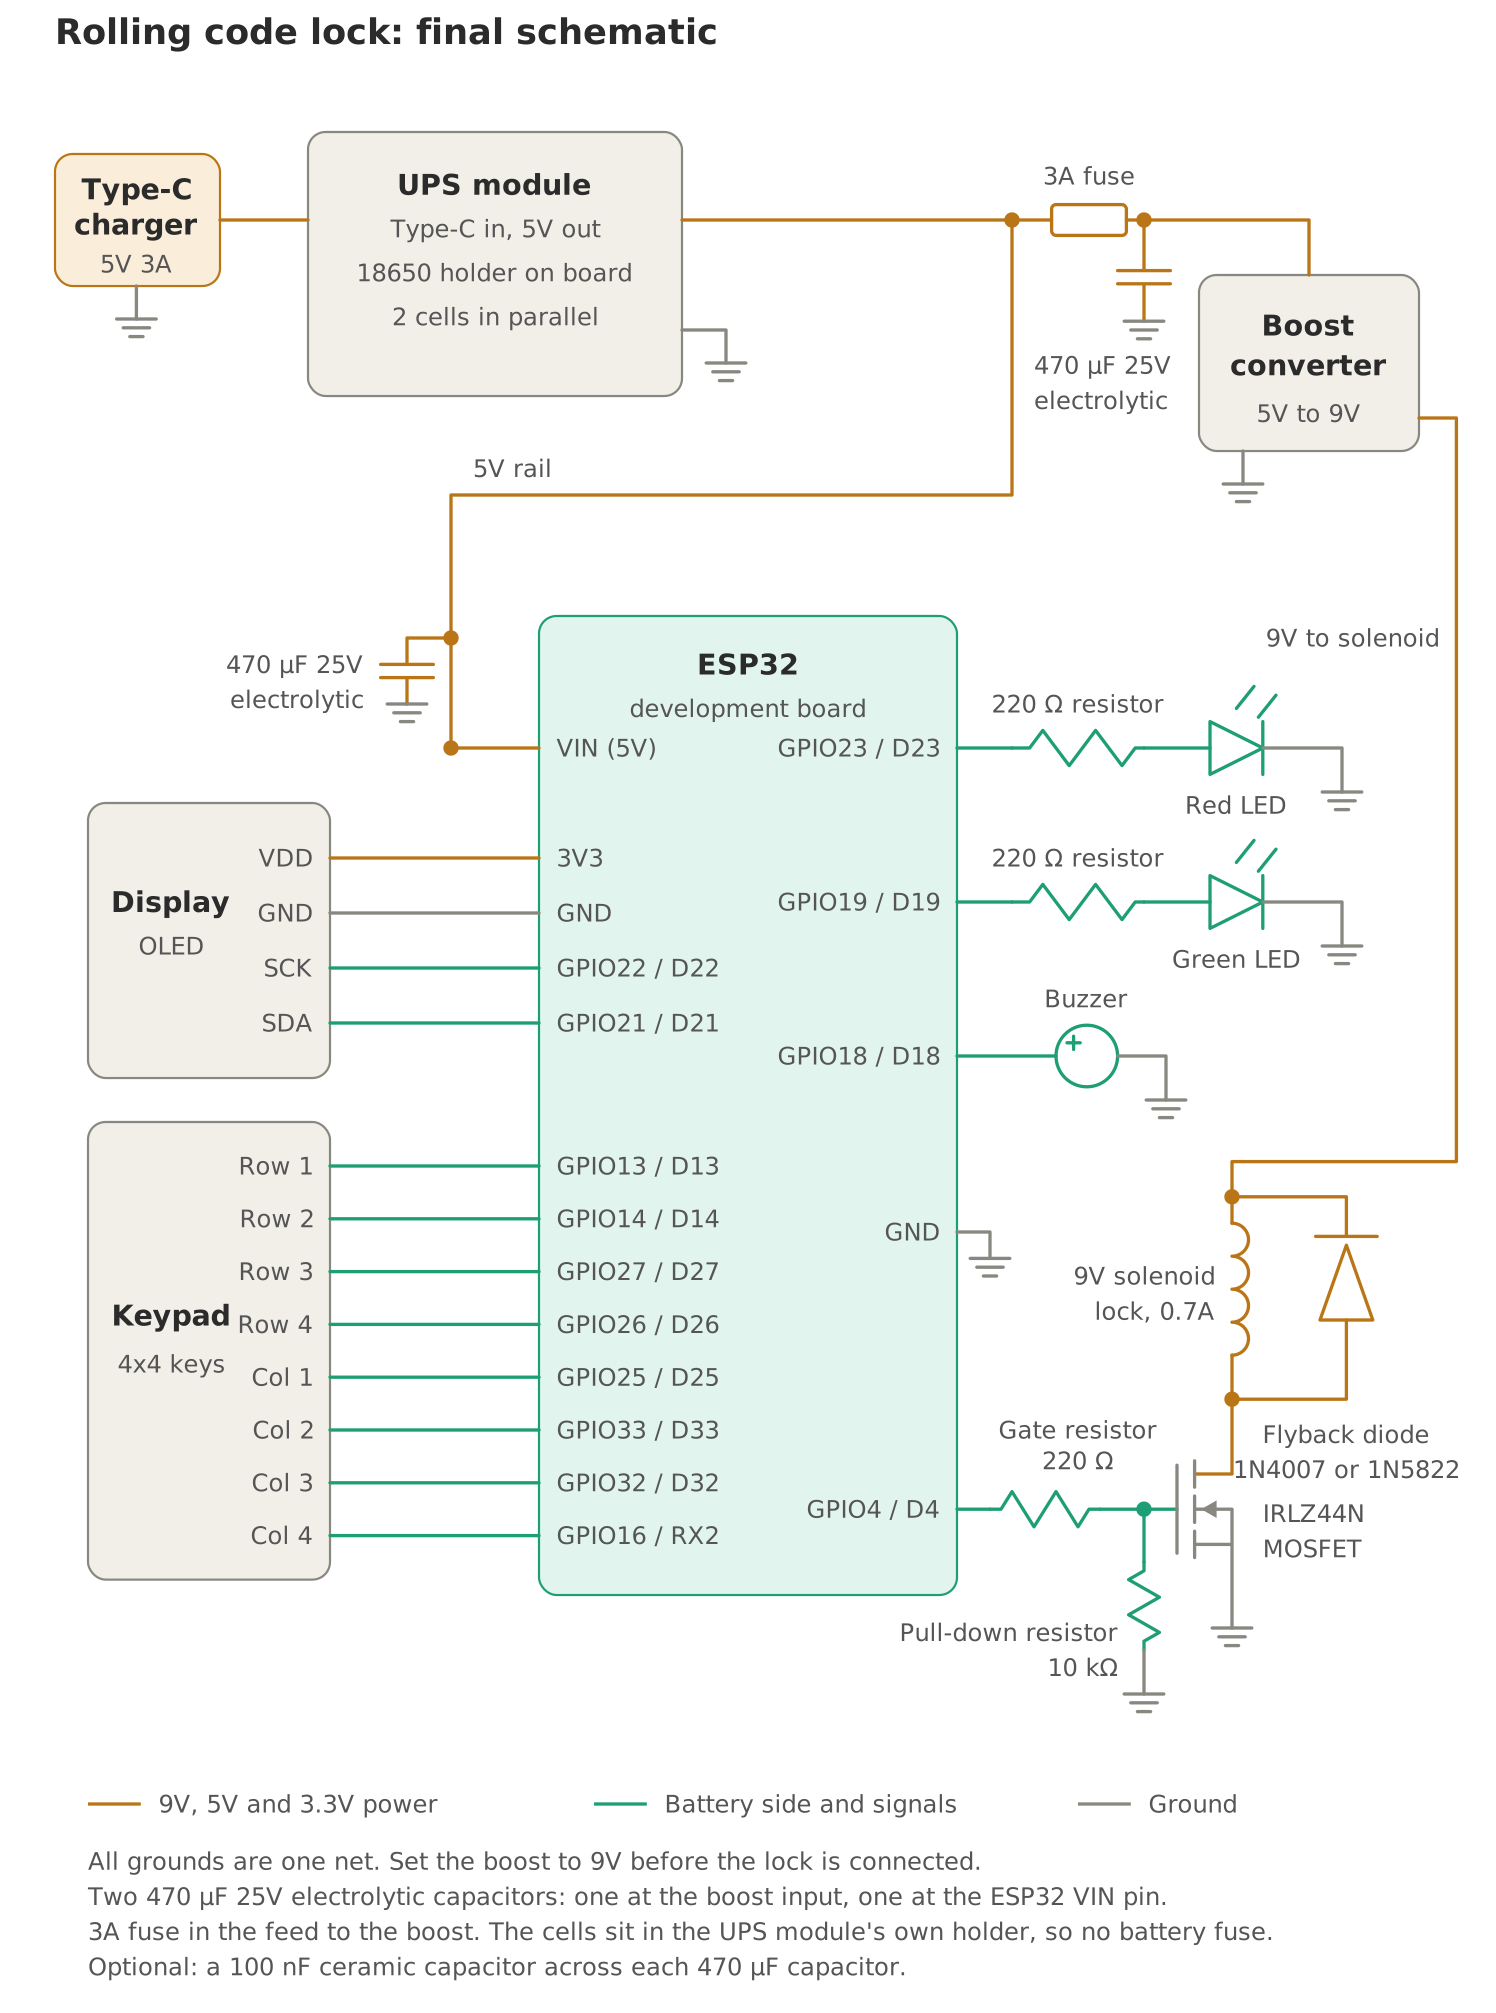 Rolling code lock: final schematic
Type-C
charger
5V 3A
UPS module
Type-C in, 5V out
18650 holder on board
2 cells in parallel
3A fuse
470 µF 25V
electrolytic
Boost
converter
5V to 9V
5V rail
9V to solenoid
470 µF 25V
electrolytic
ESP32
development board
VIN (5V)
3V3
GND
GPIO22 / D22
GPIO21 / D21
GPIO13 / D13
GPIO14 / D14
GPIO27 / D27
GPIO26 / D26
GPIO25 / D25
GPIO33 / D33
GPIO32 / D32
GPIO16 / RX2
GPIO23 / D23
GPIO19 / D19
GPIO18 / D18
GND
GPIO4 / D4
Display
OLED
VDD
GND
SCK
SDA
Keypad
4x4 keys
Row 1
Row 2
Row 3
Row 4
Col 1
Col 2
Col 3
Col 4
220 Ω resistor
Red LED
220 Ω resistor
Green LED
Buzzer
+
9V solenoid
lock, 0.7A
Flyback diode
1N4007 or 1N5822
Gate resistor
220 Ω
IRLZ44N
MOSFET
Pull-down resistor
10 kΩ
9V, 5V and 3.3V power
Battery side and signals
Ground
All grounds are one net. Set the boost to 9V before the lock is connected.
Two 470 µF 25V electrolytic capacitors: one at the boost input, one at the ESP32 VIN pin.
3A fuse in the feed to the boost. The cells sit in the UPS module's own holder, so no battery fuse.
Optional: a 100 nF ceramic capacitor across each 470 µF capacitor.